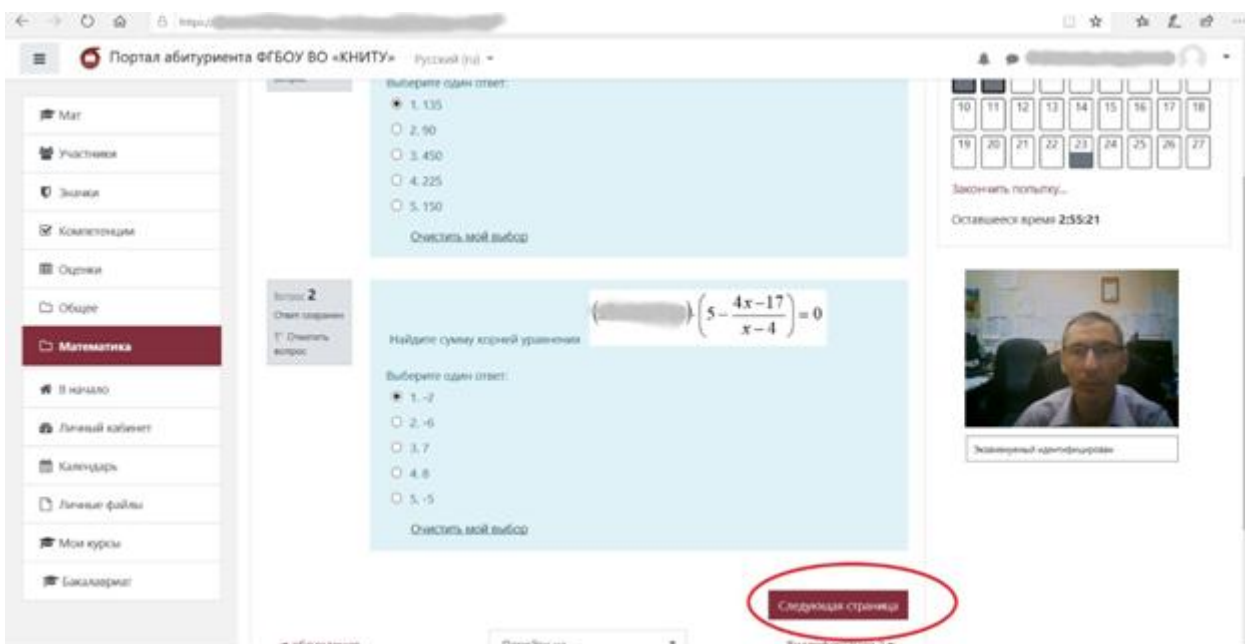 Портал абитуриента ФГБОУ ВО «КНИТУ» Русский (ru)
Мат
Участники
Значки
Компетенции
Оценки
Общее
Математика
В начало
Личный кабинет
Календарь
Личные файлы
Мои курсы
Бакалавриат
Выберите один ответ:
1. 135
2. 90
3. 450
4. 225
5. 150
Очистить мой выбор
Вопрос 2
Ответ сохранен
Отметить
вопрос
Найдите сумму корней уравнения ( )·(5 − (4x−17)/(x−4)) = 0
Выберите один ответ:
1. -2
2. -6
3. 7
4. 8
5. -5
Очистить мой выбор
Следующая страница
10 11 12 13 14 15 16 17 18
19 20 21 22 23 24 25 26 27
Закончить попытку...
Оставшееся время 2:55:21
Экзаменуемый идентифицирован